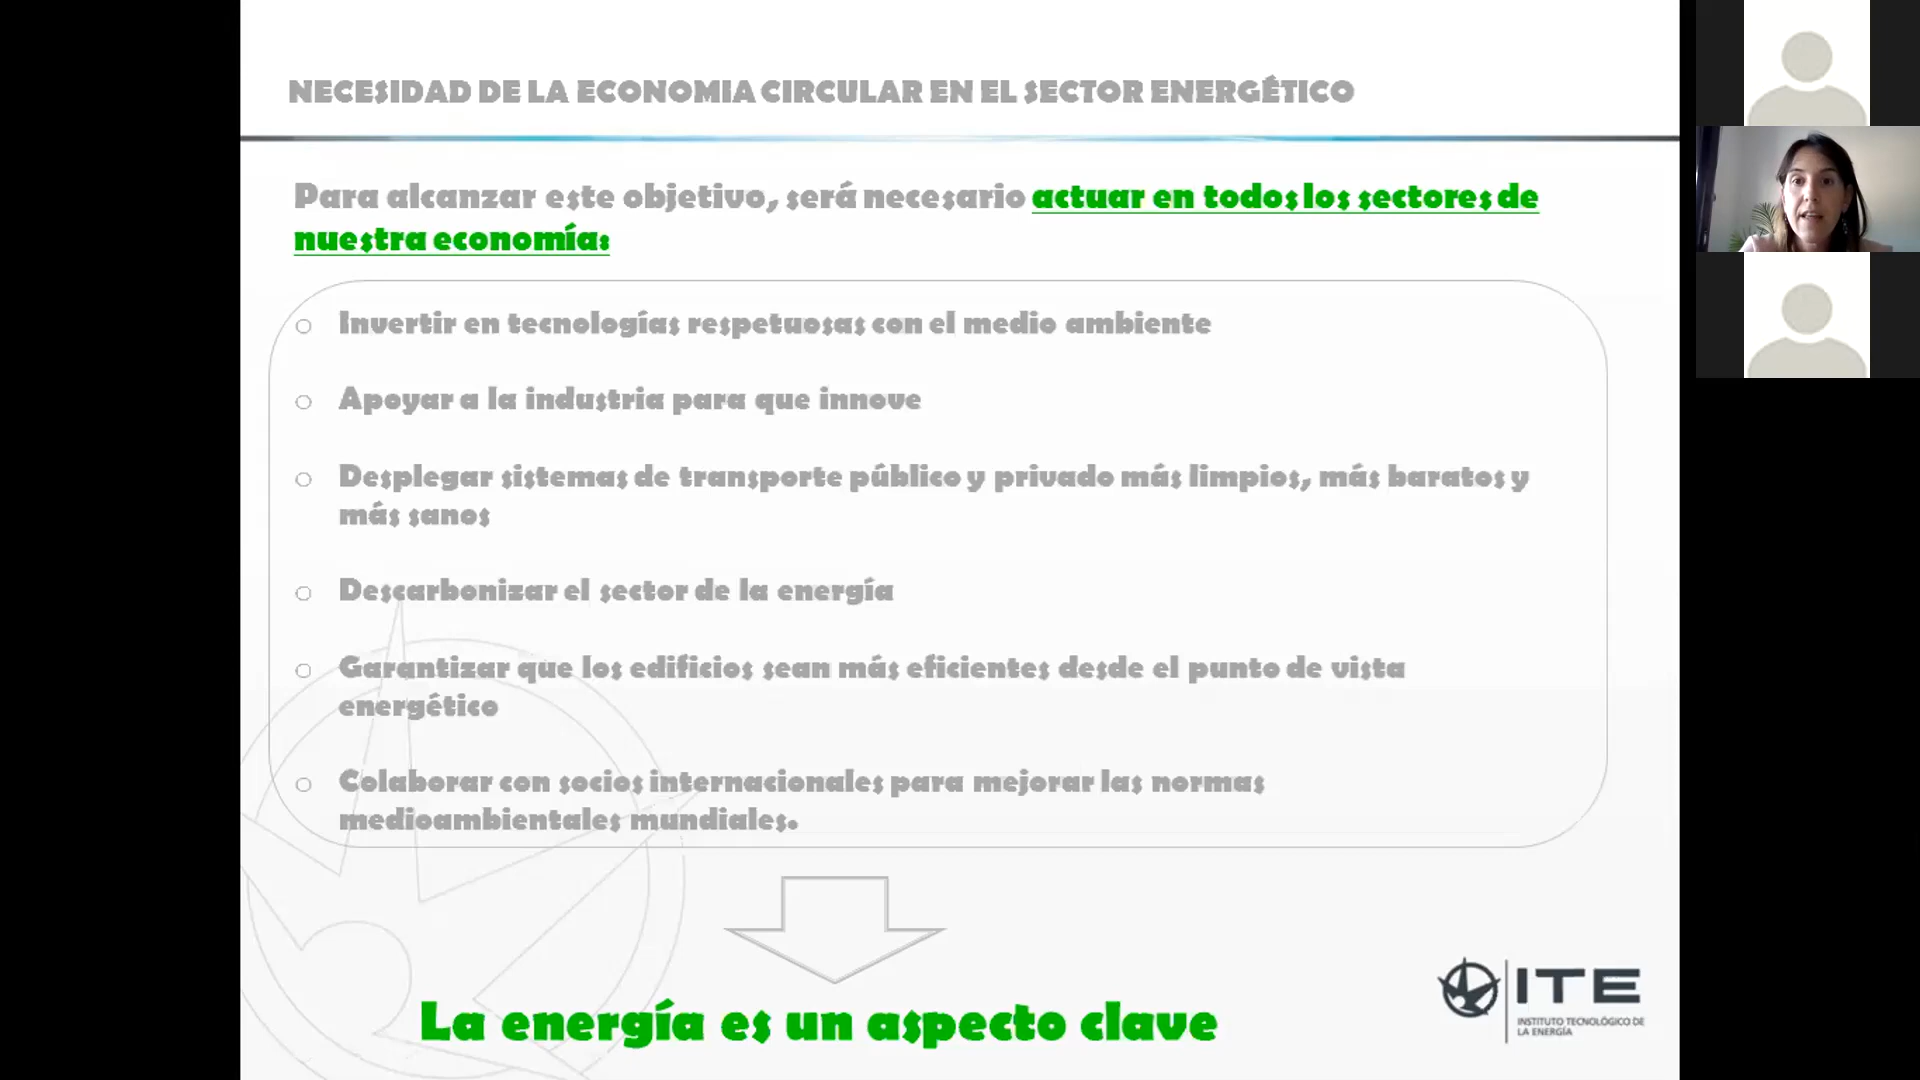 NECESIDAD DE LA ECONOMIA CIRCULAR EN EL SECTOR ENERGÉTICO
Para alcanzar este objetivo, será necesario actuar en todos los sectores de
nuestra economía:
Invertir en tecnologías respetuosas con el medio ambiente
Apoyar a la industria para que innove
Desplegar sistemas de transporte público y privado más limpios, más baratos y
más sanos
Descarbonizar el sector de la energía
Garantizar que los edificios sean más eficientes desde el punto de vista
energético
Colaborar con socios internacionales para mejorar las normas
medioambientales mundiales.
La energía es un aspecto clave
ITE
INSTITUTO TECNOLÓGICO DE
LA ENERGÍA